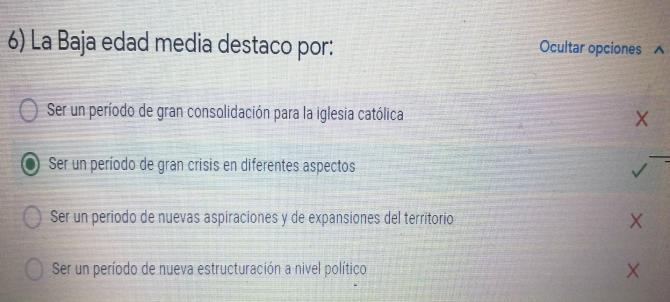 6) La Baja edad media destaco por:
Ocultar opciones
Ser un período de gran consolidación para la iglesia católica
Ser un período de gran crisis en diferentes aspectos
Ser un periodo de nuevas aspiraciones y de expansiones del territorio
Ser un período de nueva estructuración a nivel político